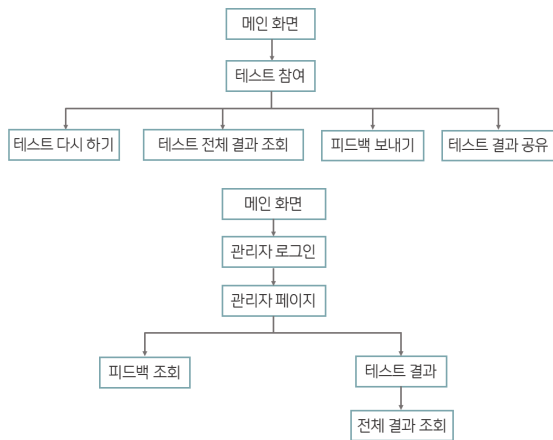 메인 화면
테스트 참여
테스트 다시 하기
테스트 전체 결과 조회
피드백 보내기
테스트 결과 공유
메인 화면
관리자 로그인
관리자 페이지
피드백 조회
테스트 결과
전체 결과 조회